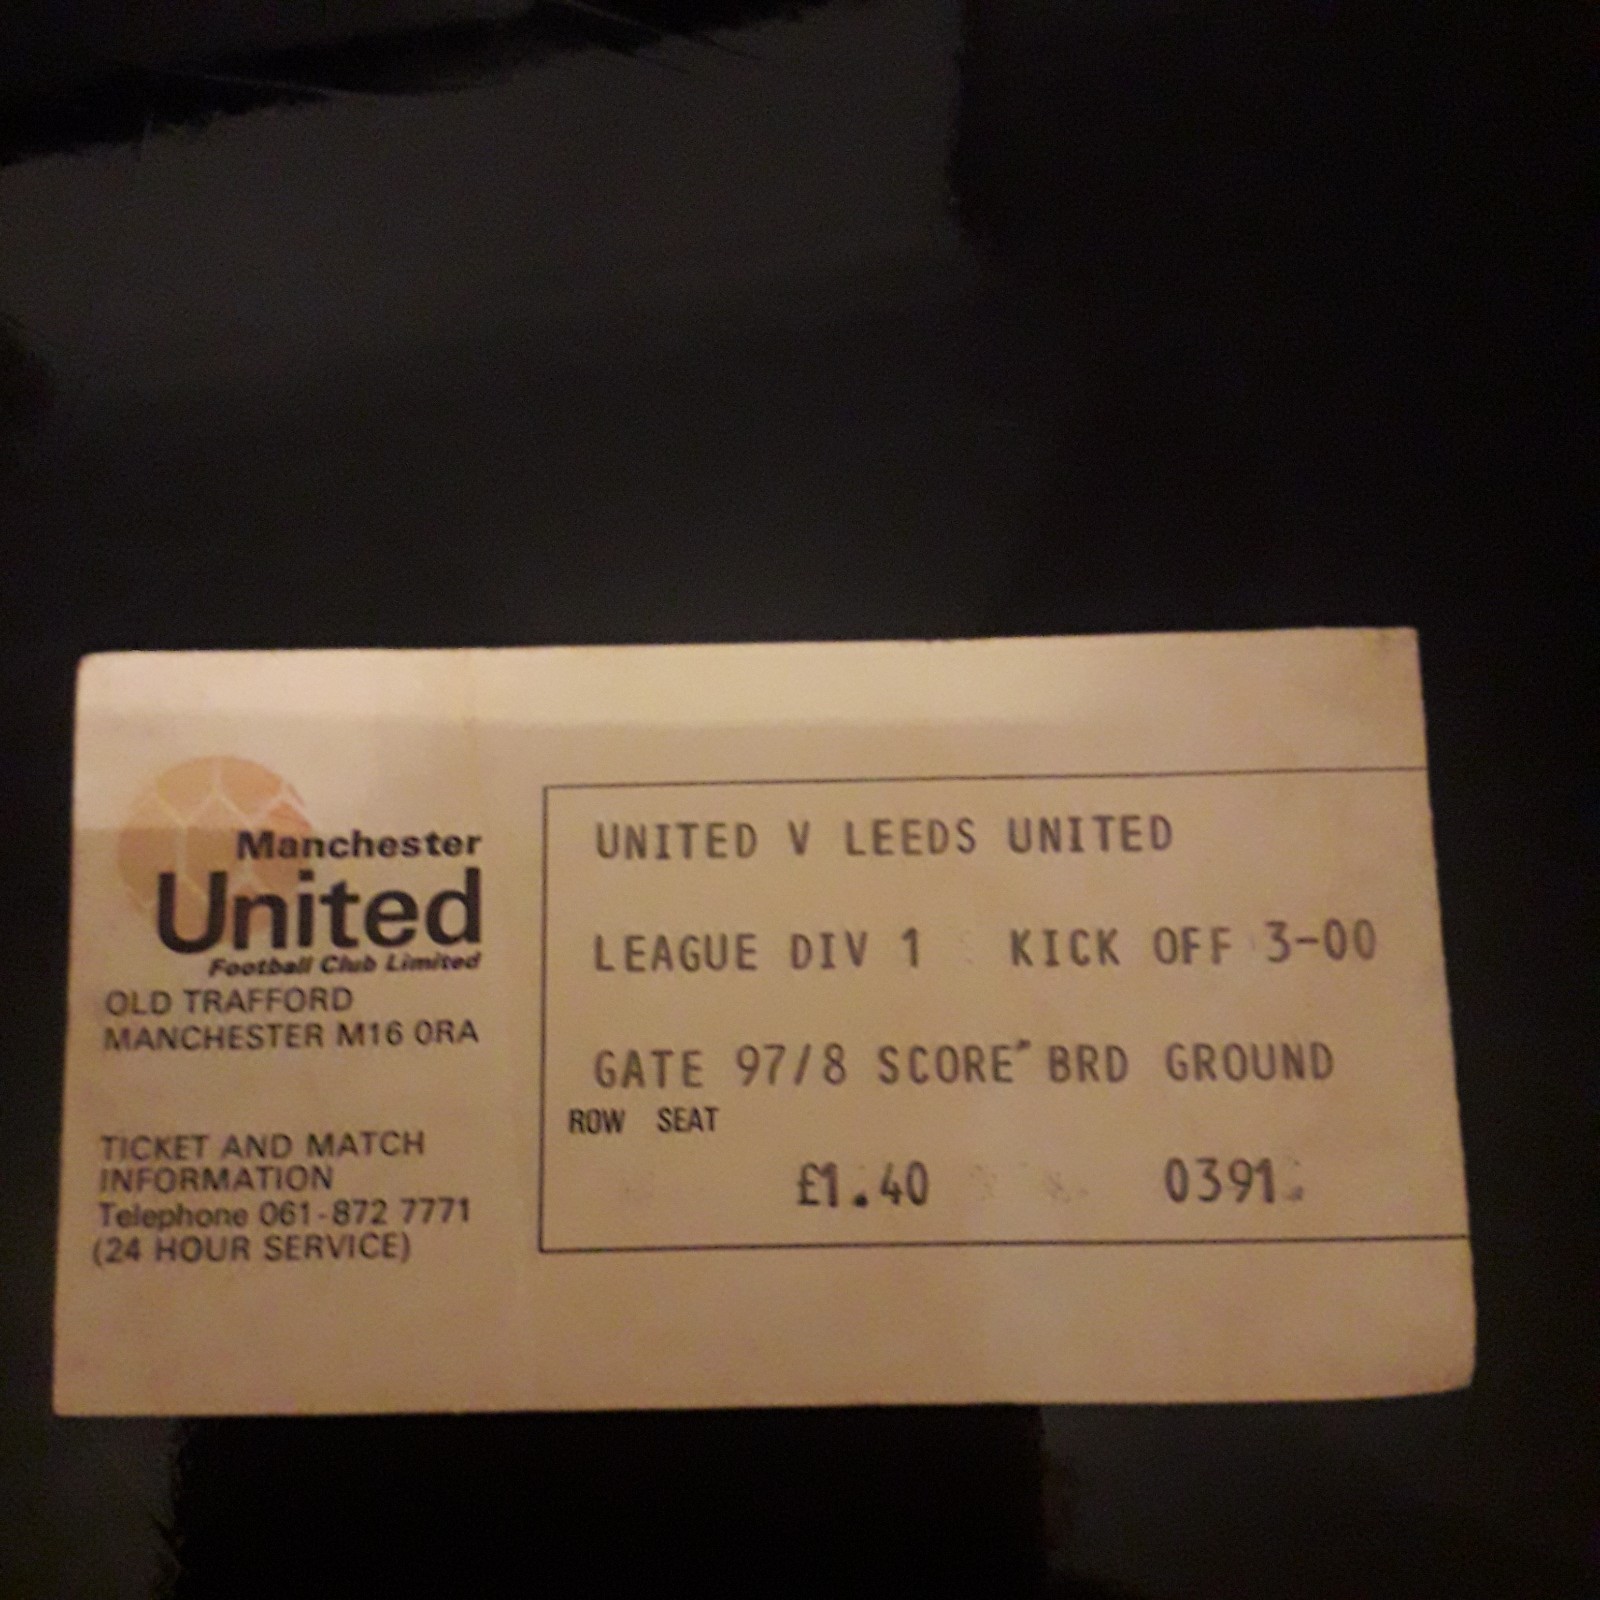 Manchester
United
Football Club Limited
OLD TRAFFORD
MANCHESTER M16 0RA
TICKET AND MATCH
INFORMATION
Telephone 061-872 7771
(24 HOUR SERVICE)
UNITED V LEEDS UNITED
LEAGUE DIV 1 KICK OFF 3-00
GATE 97/8 SCORE BRD GROUND
ROW SEAT
£1.40 0391